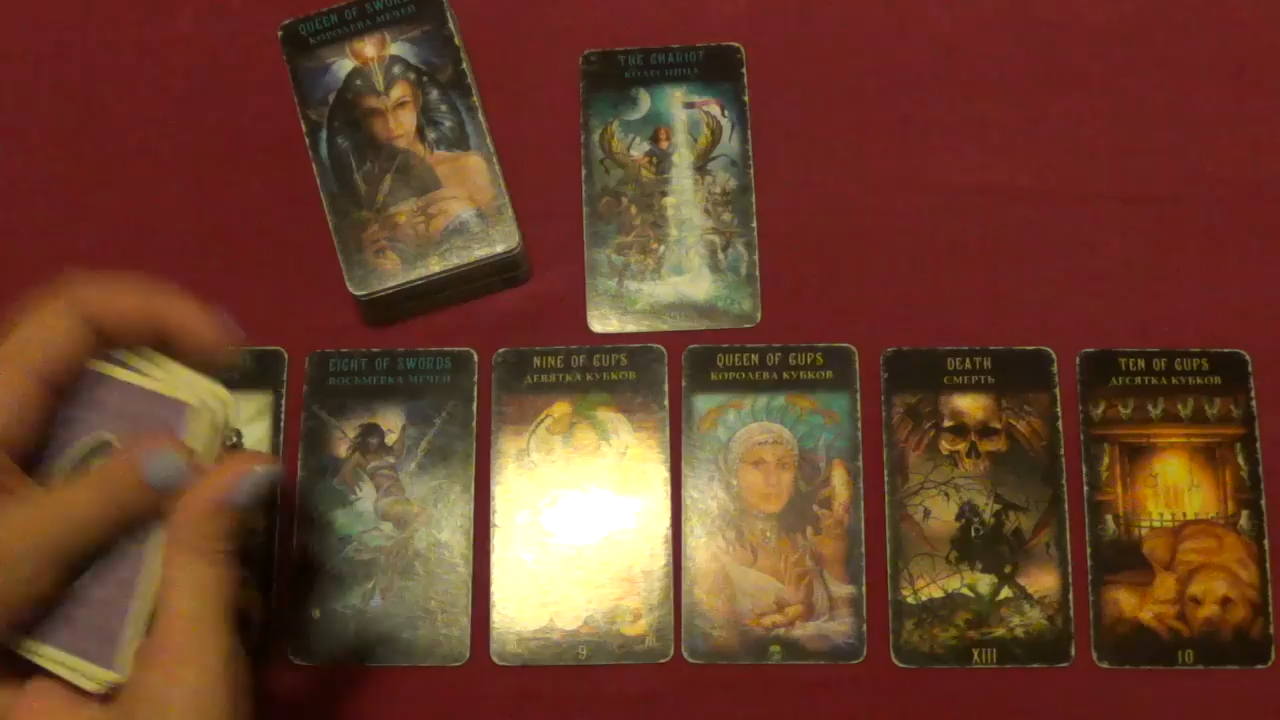 QUEEN OF SWORDS
КОРОЛЕВА МЕЧЕЙ
THE CHARIOT
КОЛЕСНИЦА
EIGHT OF SWORDS
ВОСЬМЕРКА МЕЧЕЙ
8
NINE OF CUPS
ДЕВЯТКА КУБКОВ
9
QUEEN OF CUPS
КОРОЛЕВА КУБКОВ
DEATH
СМЕРТЬ
XIII
TEN OF CUPS
ДЕСЯТКА КУБКОВ
10